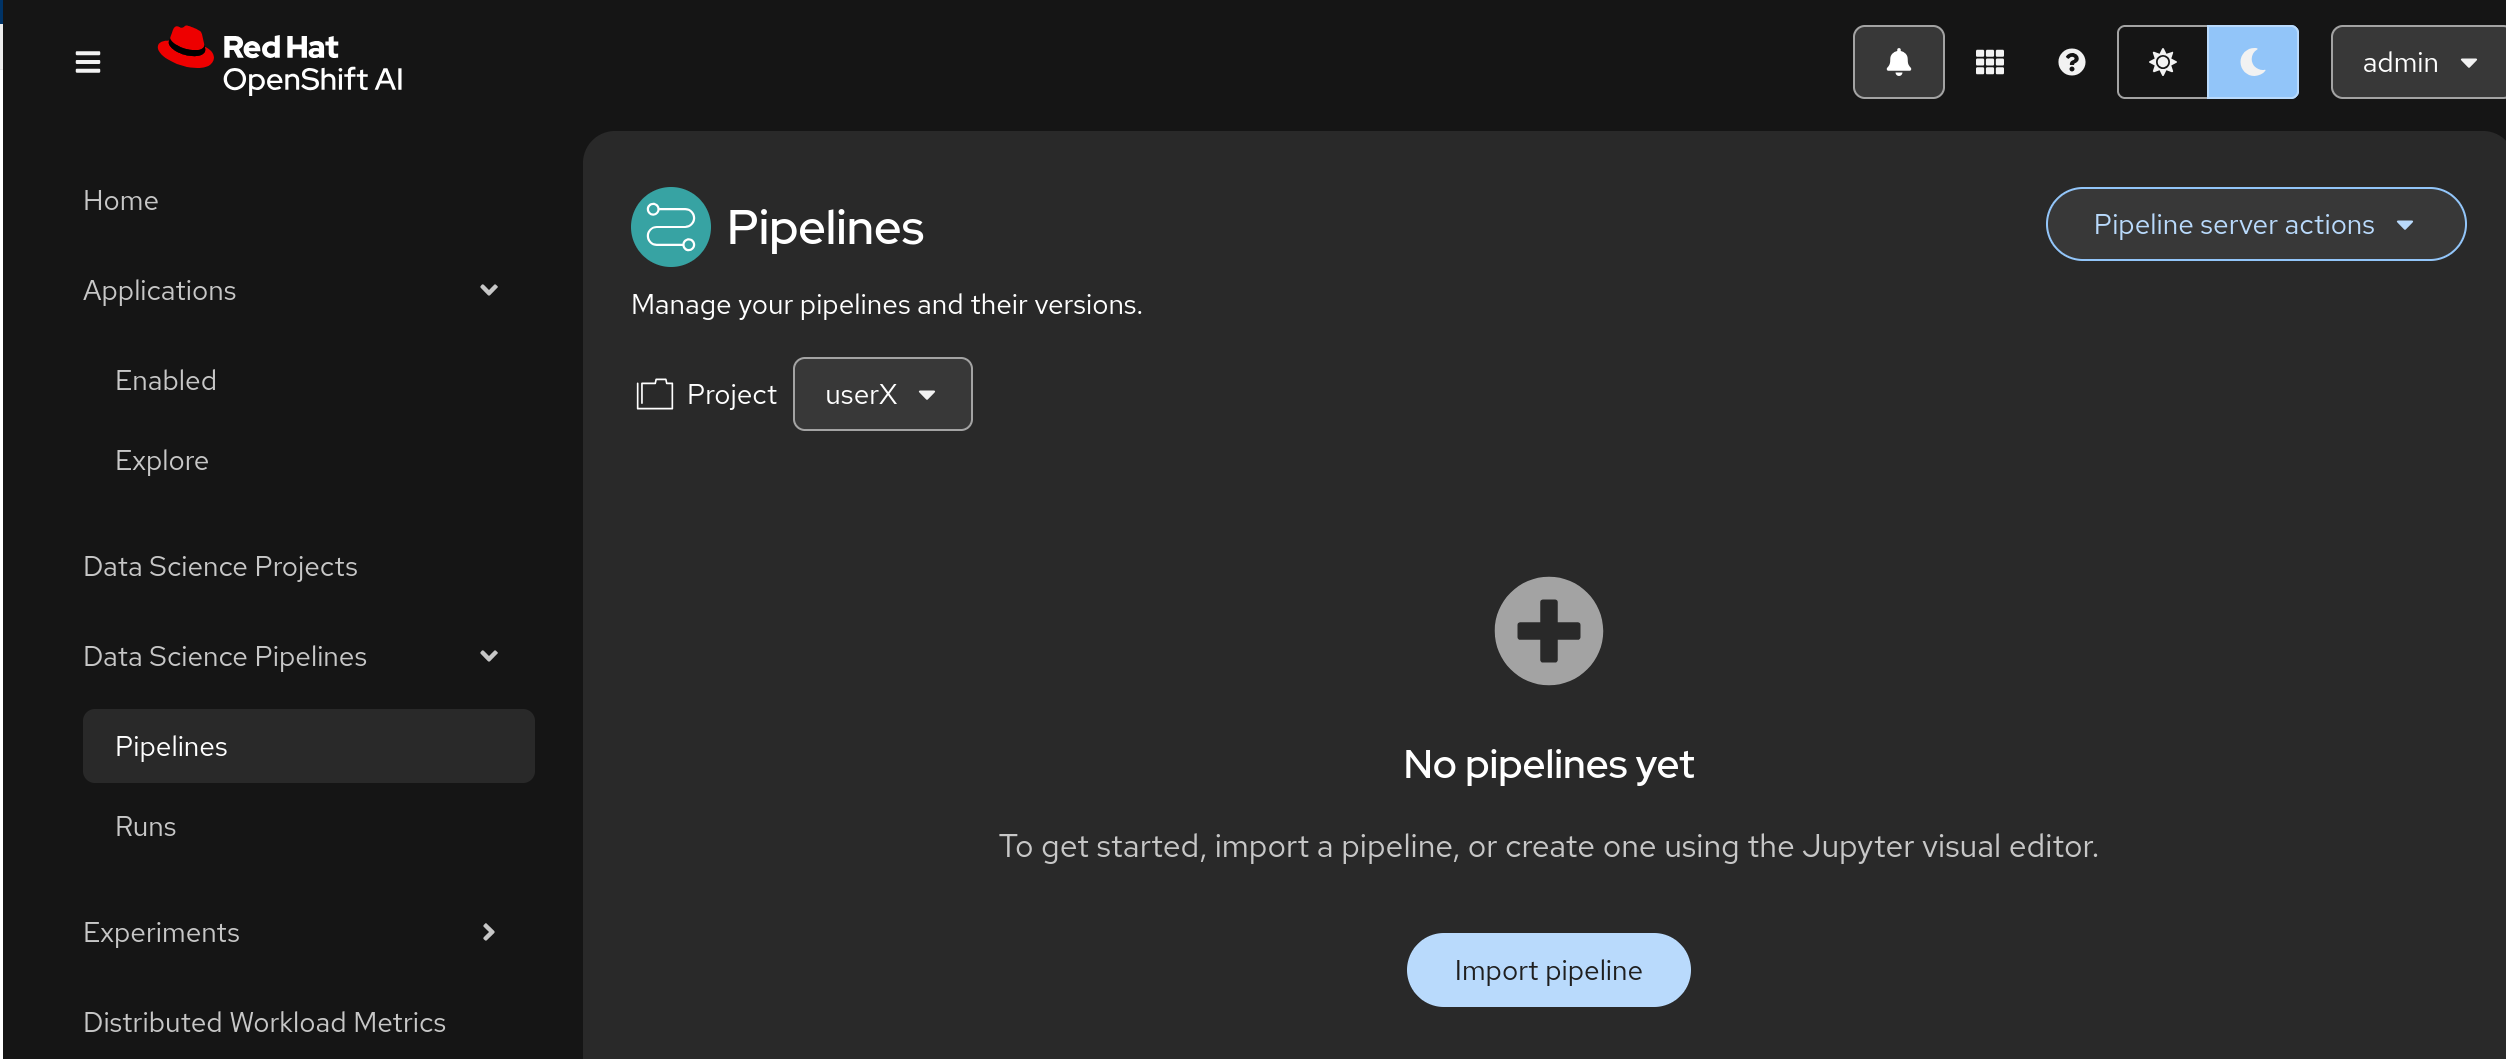 Red Hat
OpenShift AI
admin
Home
Applications
Enabled
Explore
Data Science Projects
Data Science Pipelines
Pipelines
Runs
Experiments
Distributed Workload Metrics
Pipelines
Pipeline server actions
Manage your pipelines and their versions.
Project userX
No pipelines yet
To get started, import a pipeline, or create one using the Jupyter visual editor.
Import pipeline